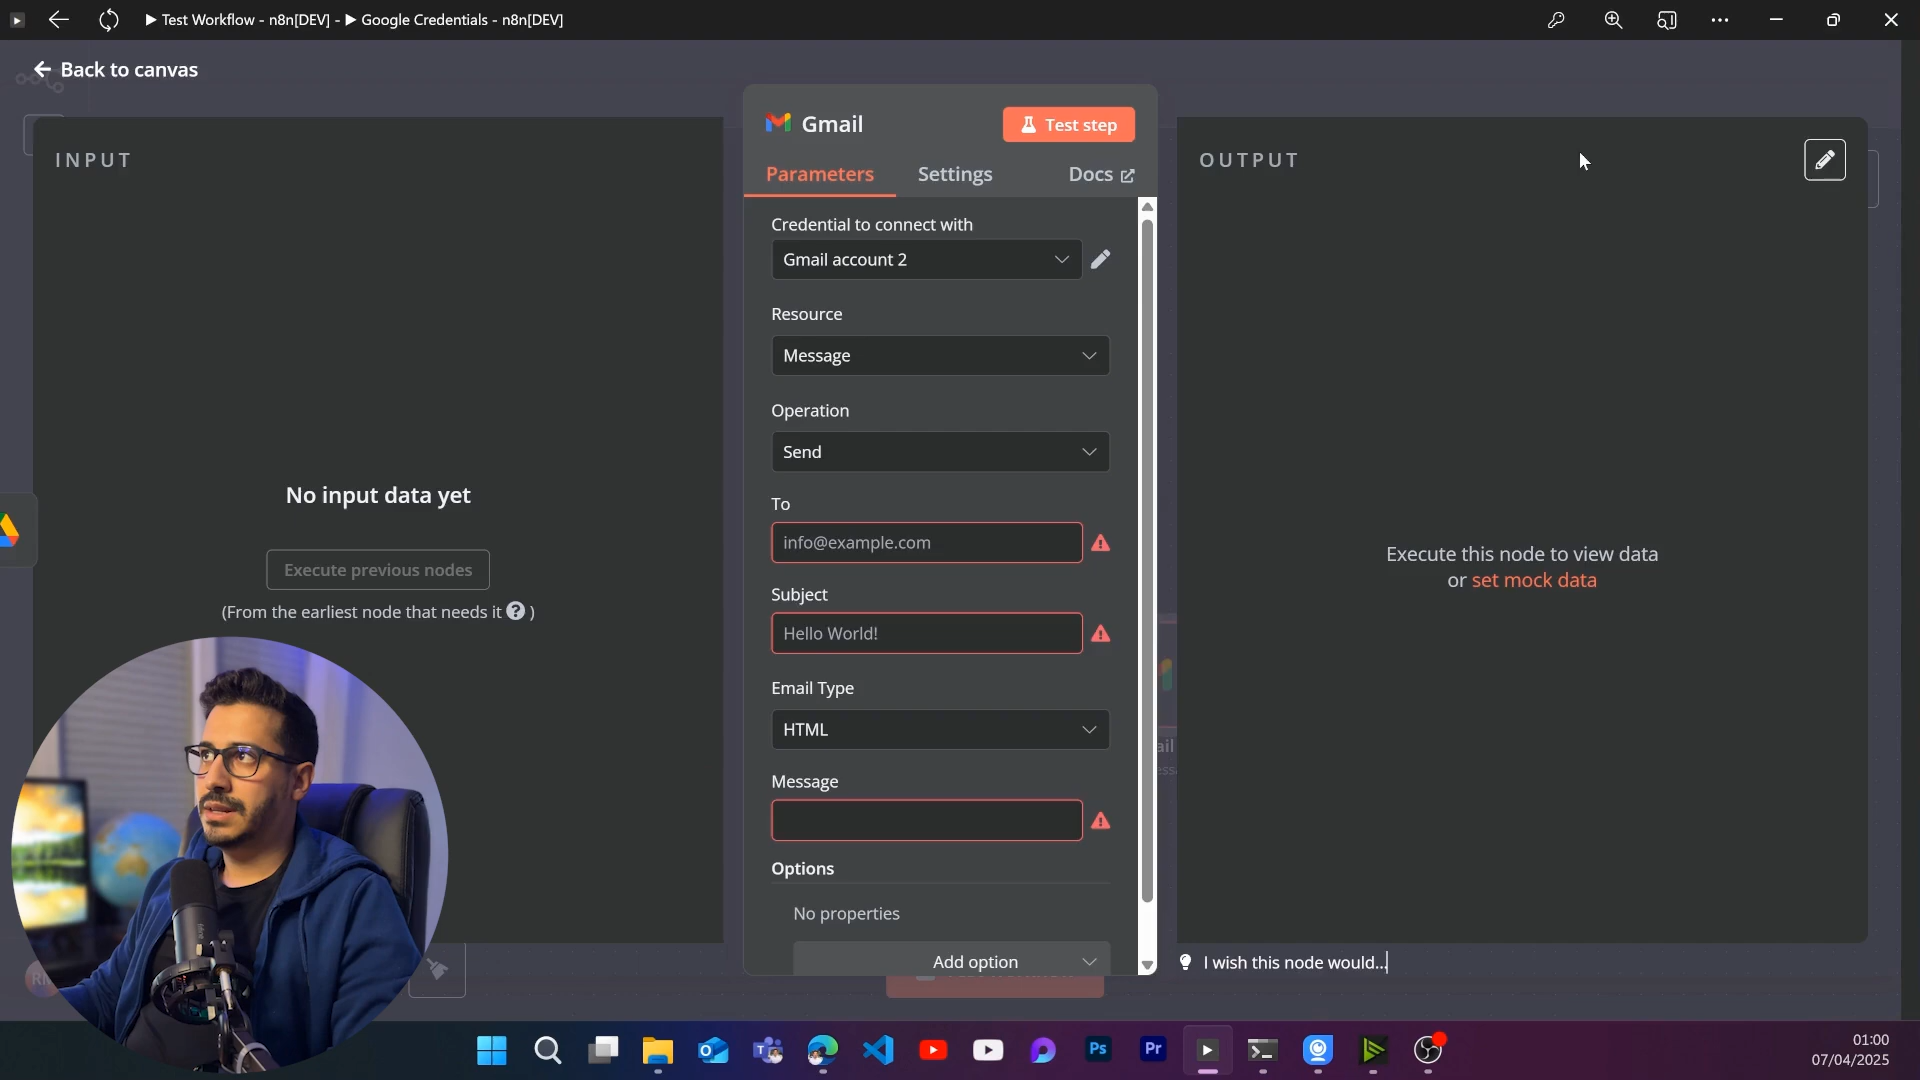 ▶ Test Workflow - n8n[DEV] - ▶ Google Credentials - n8n[DEV]
Back to canvas
INPUT
No input data yet
Execute previous nodes
(From the earliest node that needs it ? )
Gmail
Test step
Parameters
Settings
Docs
Credential to connect with
Gmail account 2
Resource
Message
Operation
Send
To
info@example.com
Subject
Hello World!
Email Type
HTML
Message
Options
No properties
Add option
OUTPUT
Execute this node to view data
or set mock data
I wish this node would...
Ps
Pr
01:00
07/04/2025